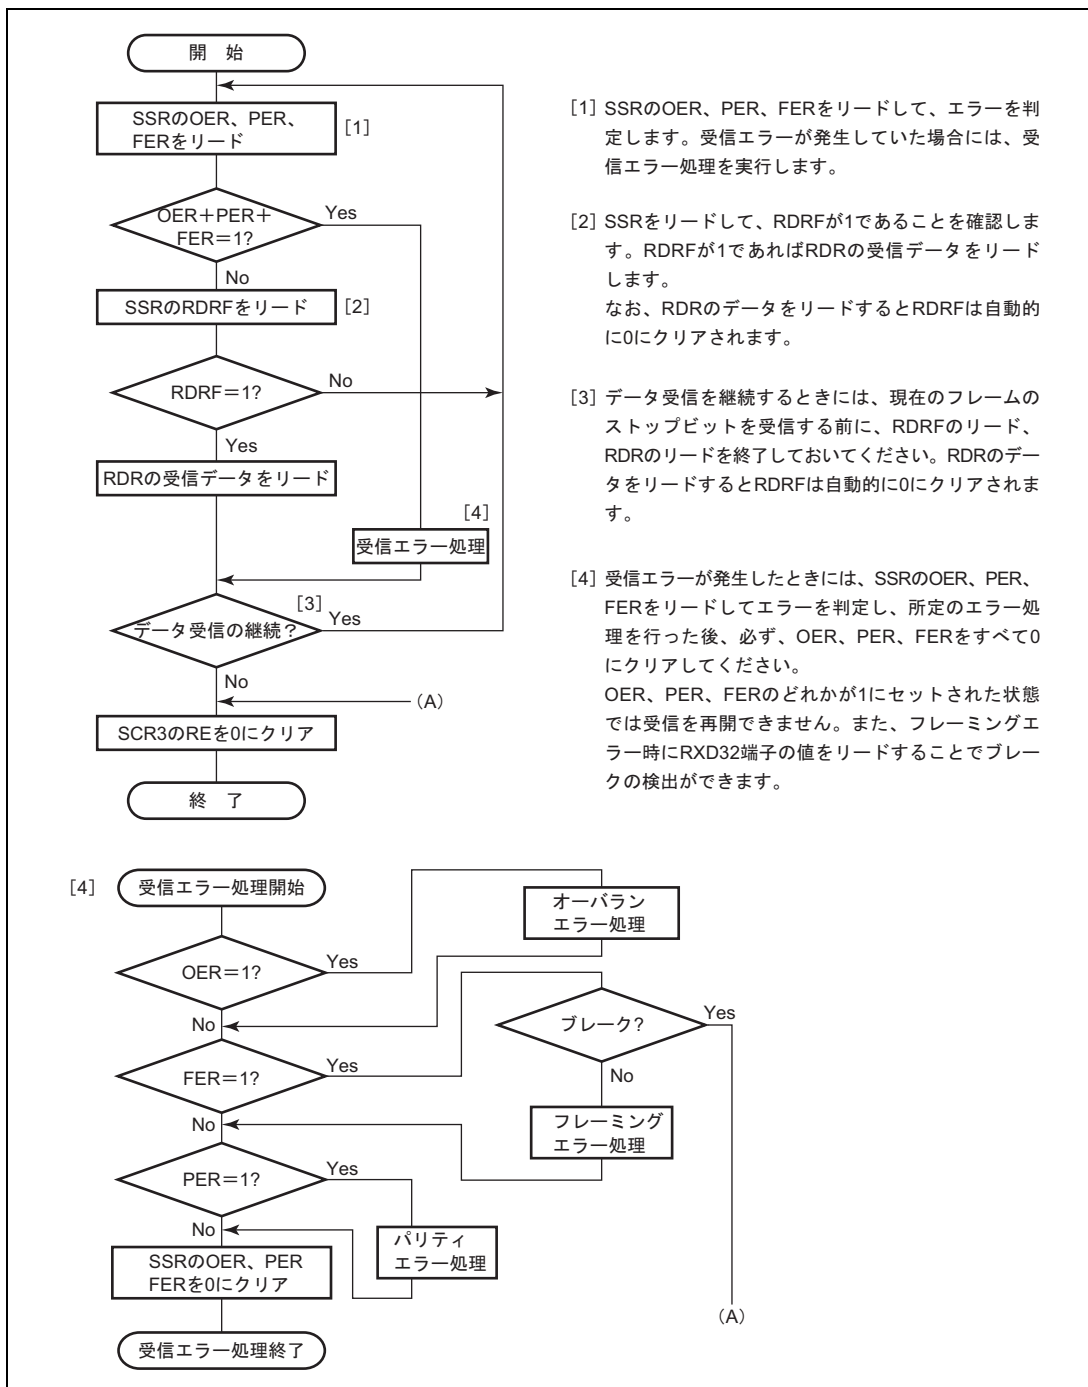 開 始
SSRのOER、PER、
FERをリード
[1]
OER+PER+
FER=1?
Yes
No
SSRのRDRFをリード
[2]
RDRF=1?
No
Yes
RDRの受信データをリード
[4]
受信エラー処理
[3]
データ受信の継続?
Yes
No
(A)
SCR3のREを0にクリア
終 了
[1] SSRのOER、PER、FERをリードして、エラーを判
定します。受信エラーが発生していた場合には、受
信エラー処理を実行します。
[2] SSRをリードして、RDRFが1であることを確認しま
す。RDRFが1であればRDRの受信データをリード
します。
なお、RDRのデータをリードするとRDRFは自動的
に0にクリアされます。
[3] データ受信を継続するときには、現在のフレームの
ストップビットを受信する前に、RDRFのリード、
RDRのリードを終了しておいてください。RDRのデー
タをリードするとRDRFは自動的に0にクリアされま
す。
[4] 受信エラーが発生したときには、SSRのOER、PER、
FERをリードしてエラーを判定し、所定のエラー処
理を行った後、必ず、OER、PER、FERをすべて0
にクリアしてください。
OER、PER、FERのどれかが1にセットされた状態
では受信を再開できません。また、フレーミングエ
ラー時にRXD32端子の値をリードすることでブレー
クの検出ができます。
[4]
受信エラー処理開始
オーバラン
エラー処理
OER=1?
Yes
No
ブレーク?
Yes
No
FER=1?
Yes
No
フレーミング
エラー処理
PER=1?
Yes
No
パリティ
エラー処理
SSRのOER、PER
FERを0にクリア
(A)
受信エラー処理終了